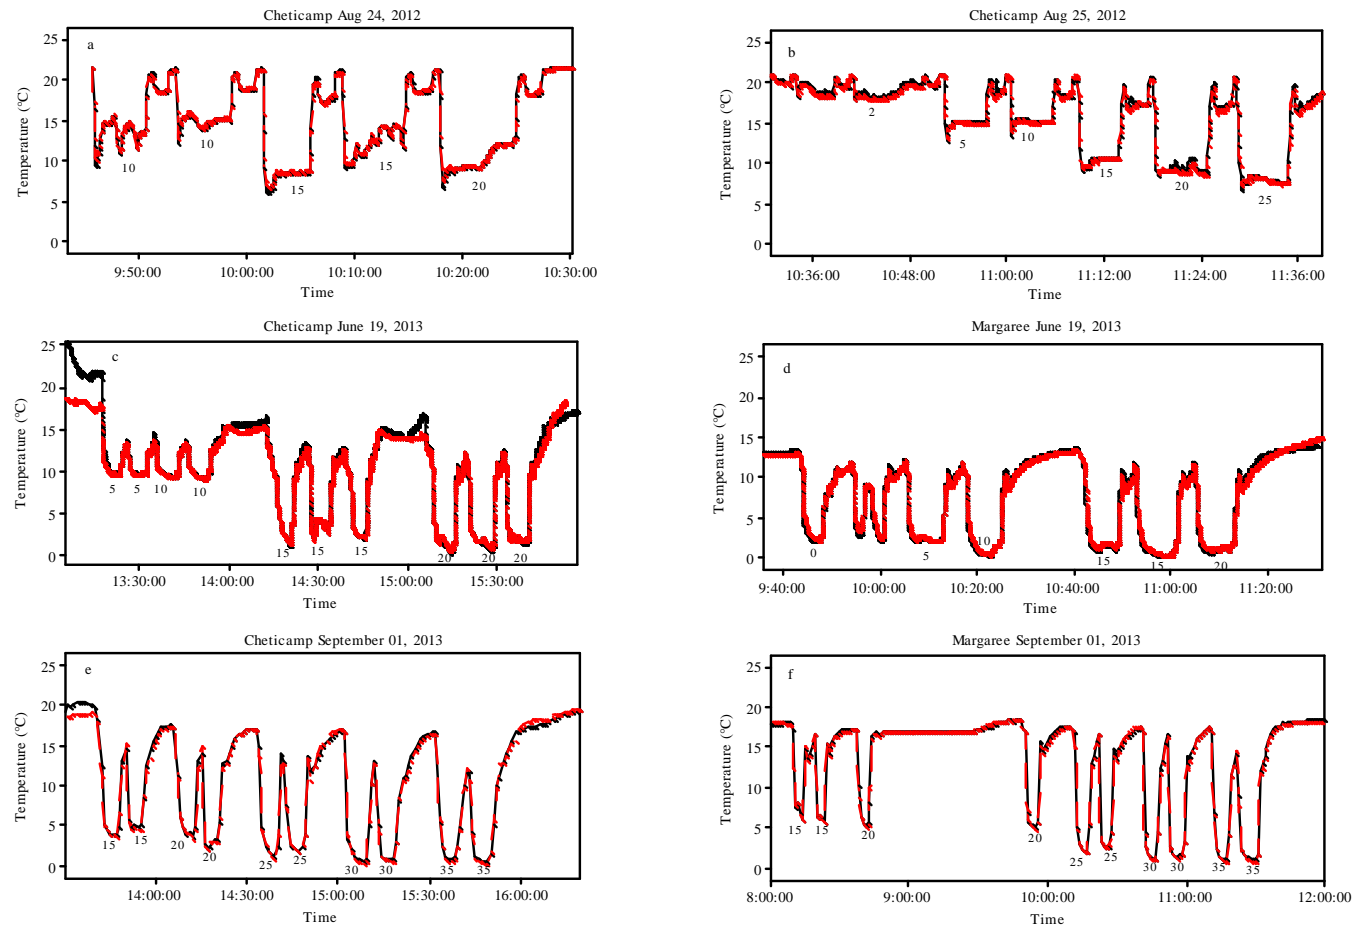 Cheticamp Aug 24, 2012
a
Temperature (°C)
25
20
15
10
5
0
10
10
15
15
20
9:50:00 10:00:00 10:10:00 10:20:00 10:30:00
Time
Cheticamp Aug 25, 2012
b
Temperature (°C)
25
20
15
10
5
0
2
5
10
15
20
25
10:36:00 10:48:00 11:00:00 11:12:00 11:24:00 11:36:00
Time
Cheticamp June 19, 2013
c
Temperature (°C)
25
20
15
10
5
0
5 5 10 10
15 15 15
20 20 20
13:30:00 14:00:00 14:30:00 15:00:00 15:30:00
Time
Margaree June 19, 2013
d
Temperature (°C)
25
20
15
10
5
0
0
5
10
15
15
20
9:40:00 10:00:00 10:20:00 10:40:00 11:00:00 11:20:00
Time
Cheticamp September 01, 2013
e
Temperature (°C)
25
20
15
10
5
0
15 15
20 20
25 25
30 30
35 35
14:00:00 14:30:00 15:00:00 15:30:00 16:00:00
Time
Margaree September 01, 2013
f
Temperature (°C)
25
20
15
10
5
0
15 15
20
20
25 25
30 30
35 35
8:00:00 9:00:00 10:00:00 11:00:00 12:00:00
Time